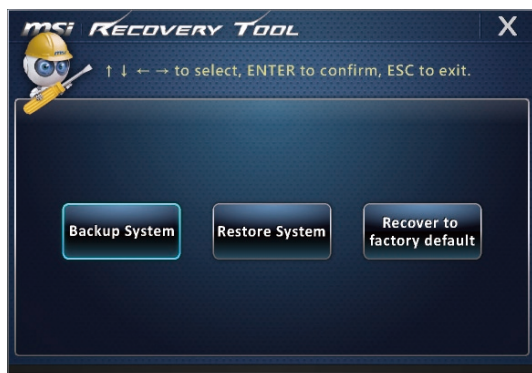 msi RECOVERY TOOL X
↑ ↓ ← → to select, ENTER to confirm, ESC to exit.
Backup System
Restore System
Recover to
factory default